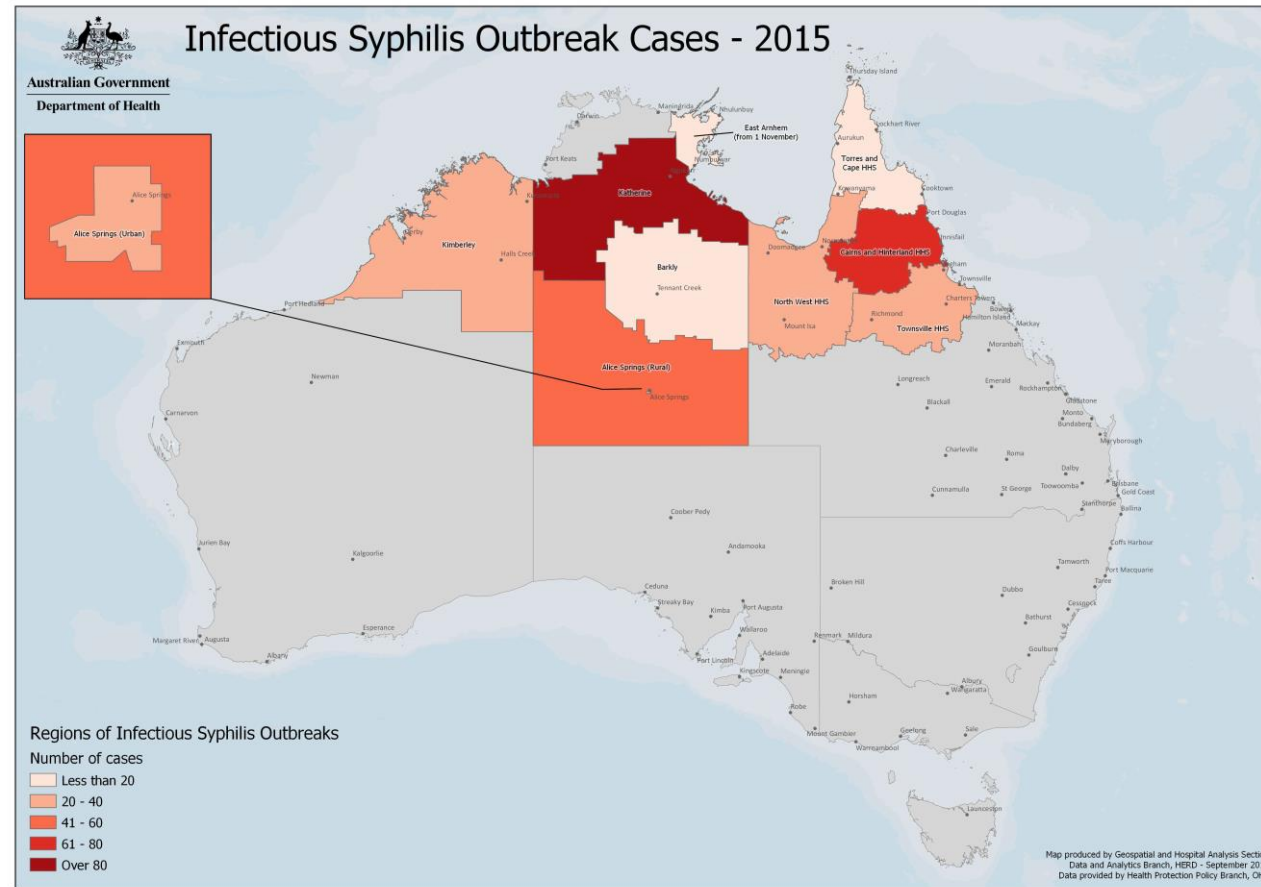 Infectious Syphilis Outbreak Cases - 2015
Australian Government
Department of Health
Alice Springs
Alice Springs (Urban)
Thursday Island
Maningrida
Nhulunbuy
Darwin
East Arnhem
(from 1 November)
Lockhart River
Aurukun
Port Keats
Numbulwar
Torres and
Cape HHS
Katherine
Kowanyama
Cooktown
Port Douglas
Derby
Kimberley
Halls Creek
Doomadgee
Innisfail
Cairns and Hinterland HHS
Barkly
Tennant Creek
Townsville
Port Hedland
North West HHS
Charters Towers
Bowen
Hamilton Island
Richmond
Mount Isa
Townsville HHS
Mackay
Exmouth
Moranbah
Alice Springs (Rural)
Newman
Longreach
Emerald
Rockhampton
Alice Springs
Gladstone
Blackall
Carnarvon
Monto
Bundaberg
Maryborough
Charleville
Roma
Dalby
Toowoomba
Brisbane
Cunnamulla
St George
Gold Coast
Stanthorpe
Ballina
Coober Pedy
Jurien Bay
Coffs Harbour
Kalgoorlie
Andamooka
Tamworth
Port Macquarie
Taree
Broken Hill
Ceduna
Dubbo
Streaky Bay
Port Augusta
Cessnock
Kimba
Bathurst
Esperance
Wallaroo
Margaret River
Augusta
Renmark
Mildura
Goulburn
Albany
Port Lincoln
Adelaide
Kingscote
Meningie
Albury
Wangaratta
Horsham
Robe
Mount Gambier
Geelong
Sale
Warrnambool
Launceston
Regions of Infectious Syphilis Outbreaks
Number of cases
Less than 20
20 - 40
41 - 60
61 - 80
Over 80
Map produced by Geospatial and Hospital Analysis Sectio
Data and Analytics Branch, HERD - September 20
Data provided by Health Protection Policy Branch, OH